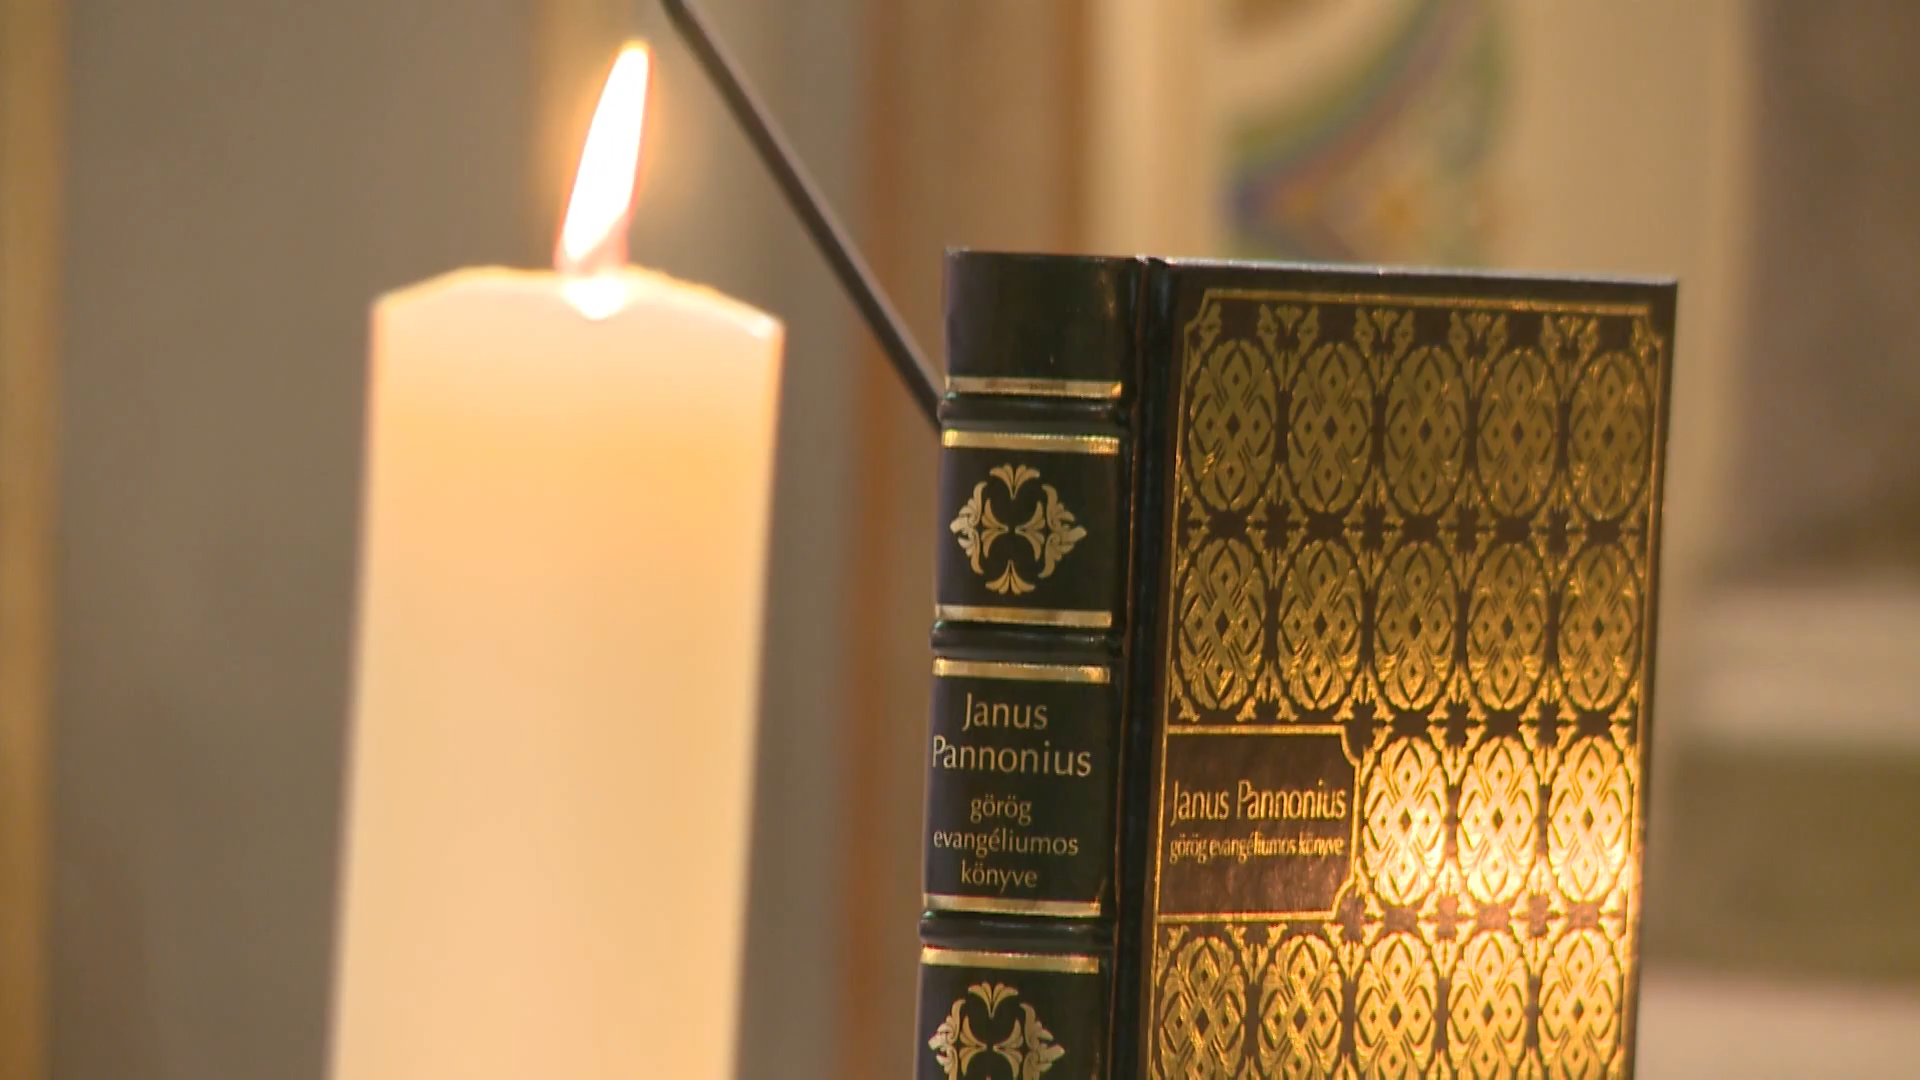 Janus
Pannonius
görög
evangéliumos
könyve
Janus Pannonius
görög evangéliumos könyve